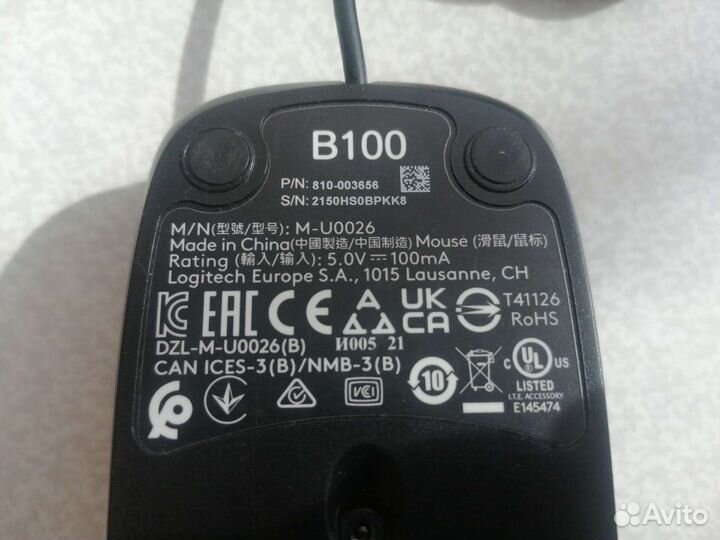 B100
P/N: 810-003656
S/N: 2150HS0BPKK8
M/N(型號/型号): M-U0026
Made in China(中國製造/中国制造) Mouse (滑鼠/鼠标)
Rating (輸入/输入): 5.0V ⎓ 100mA
Logitech Europe S.A., 1015 Lausanne, CH
EAC CE UKCA T41126
RoHS
DZL-M-U0026(B) И005 21
CAN ICES-3(B)/NMB-3(B)
VCCI 10 c UL us
LISTED
I.T.E. ACCESSORY
E145474
Avito